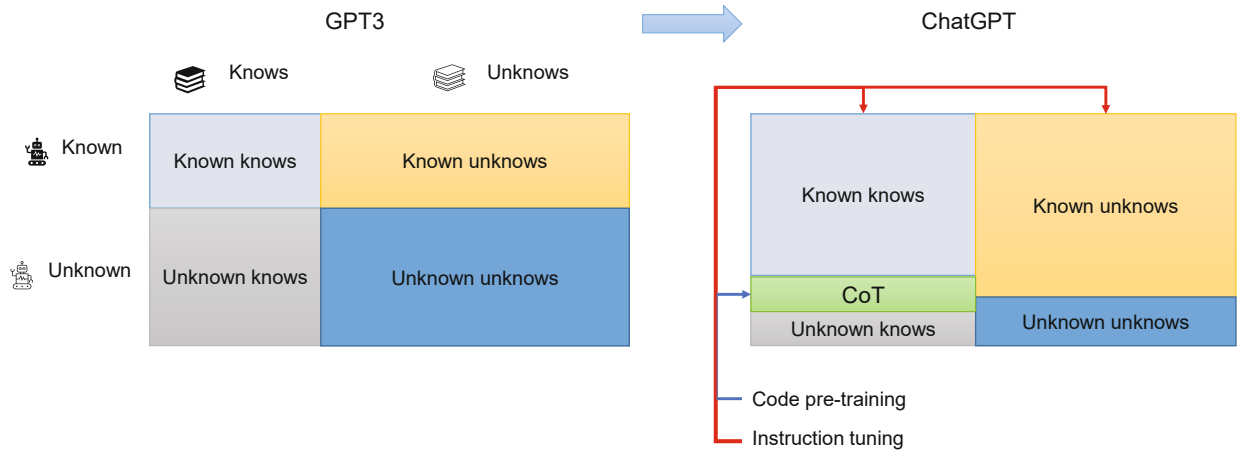 GPT3
ChatGPT
Knows
Unknows
Known
Known knows
Known unknows
Unknown
Unknown knows
Unknown unknows
Known knows
Known unknows
CoT
Unknown knows
Unknown unknows
Code pre-training
Instruction tuning